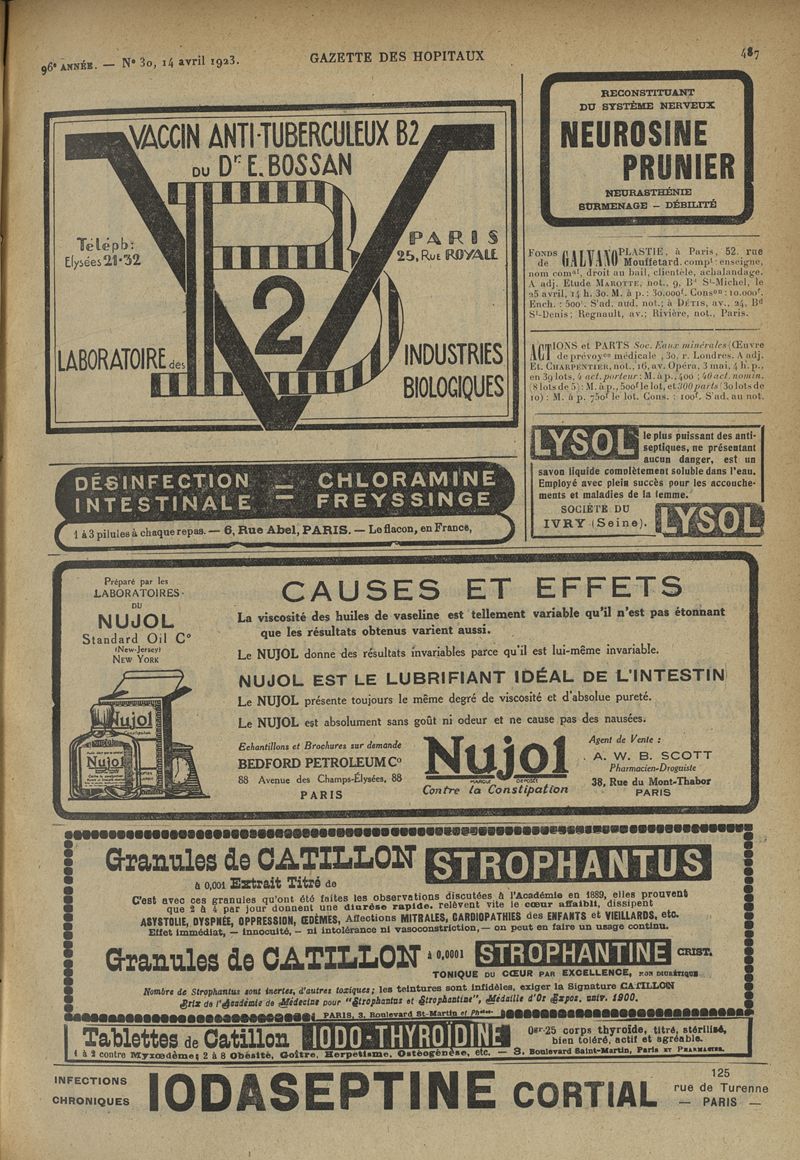 96e ANNÉE. — No 30, 14 avril 1923.
GAZETTE DES HOPITAUX
487
VACCIN ANTI-TUBERCULEUX B2
DU Dr E. BOSSAN
Téléph:
Elysées 21·32
PARIS
25, RUE ROYALE
BV
2
LABORATOIRE des
INDUSTRIES
BIOLOGIQUES
RECONSTITUANT
DU SYSTÈME NERVEUX
NEUROSINE
PRUNIER
NEURASTHÉNIE
SURMENAGE — DÉBILITÉ
FONDS de GALVANOPLASTIE, à Paris, 52, rue
Mouffetard. compt: enseigne,
nom comal, droit au bail, clientèle, achalandage.
A adj. Etude MAROTTE, not., 9, Bd St-Michel, le
25 avril, 14 h. 30. M. à p.: 30.000f. Conson: 10.000f.
Ench. : 500f. S'ad. aud. not.; à DÉTIS, av., 24, Bd
St-Denis; Regnault, av.; Rivière, not., Paris.
ACTIONS et PARTS Soc. Eaux minérales (Œuvre
de prévoyce médicale), 30, r. Londres. A adj.
Et. CHARPENTIER, not., 16, av. Opéra, 3 mai, 4 h. p.,
en 39 lots, 4 act. porteur: M. à p., 400; 40 act. nomin.
(8 lots de 5): M. à p., 500f le lot, et 300 parts (30 lots de
10): M. à p. 750f le lot. Cons. : 100f. S'ad. au not.
LYSOL le plus puissant des anti-
septiques, ne présentant
aucun danger, est un
savon liquide complètement soluble dans l'eau.
Employé avec plein succès pour les accouche-
ments et maladies de la femme.
SOCIÉTÉ DU
IVRY (Seine). LYSOL
DÉSINFECTION — CHLORAMINE
INTESTINALE = FREYSSINGE
1 à 3 pilules à chaque repas. — 6, Rue Abel, PARIS. — Le flacon, en France,
Préparé par les
LABORATOIRES
DU
NUJOL
Standard Oil Co
(New-Jersey)
NEW YORK
Nujol
Nujol
CAUSES ET EFFETS
La viscosité des huiles de vaseline est tellement variable qu'il n'est pas étonnant
que les résultats obtenus varient aussi.
Le NUJOL donne des résultats invariables parce qu'il est lui-même invariable.
NUJOL EST LE LUBRIFIANT IDÉAL DE L'INTESTIN
Le NUJOL présente toujours le même degré de viscosité et d'absolue pureté.
Le NUJOL est absolument sans goût ni odeur et ne cause pas des nausées.
Echantillons et Brochures sur demande
BEDFORD PETROLEUM Co
88 Avenue des Champs-Élysées, 88
PARIS
Nujol
MARQUE DÉPOSÉE
Contre la Constipation
Agent de Vente :
A. W. B. SCOTT
Pharmacien-Droguiste
38, Rue du Mont-Thabor
PARIS
Granules de CATILLON STROPHANTUS
à 0,001 Extrait Titré de
C'est avec ces granules qu'ont été faites les observations discutées à l'Académie en 1889, elles prouvent
que 2 à 4 par jour donnent une diurèse rapide, relèvent vite le cœur affaibli, dissipent
ASYSTOLIE, DYSPNÉE, OPPRESSION, ŒDÈMES, Affections MITRALES, CARDIOPATHIES des ENFANTS et VIEILLARDS, etc.
Effet immédiat, — innocuité, — ni intolérance ni vasoconstriction, — on peut en faire un usage continu.
Granules de CATILLON à 0,0001 STROPHANTINE CRIST.
TONIQUE DU CŒUR PAR EXCELLENCE, NON DIURÉTIQUE
Nombre de Strophantus sont inertes, d'autres toxiques; les teintures sont infidèles, exiger la Signature CATILLON
Prix de l'Académie de Médecine pour "Strophantus et Strophantine", Médaille d'Or Expos. univ. 1900.
PARIS, 3, Boulevard St-Martin et Phies
Tablettes de Catillon IODO-THYROÏDINE
0gr.25 corps thyroïde, titré, stérilisé,
bien toléré, actif et agréable.
1 à 2 contre Myxœdème; 2 à 8 Obésité, Goître, Herpetisme, Ostéogénèse, etc. — 3, Boulevard Saint-Martin, PARIS ET PHARMACIES.
INFECTIONS
CHRONIQUES
IODASEPTINE CORTIAL
125
rue de Turenne
— PARIS —